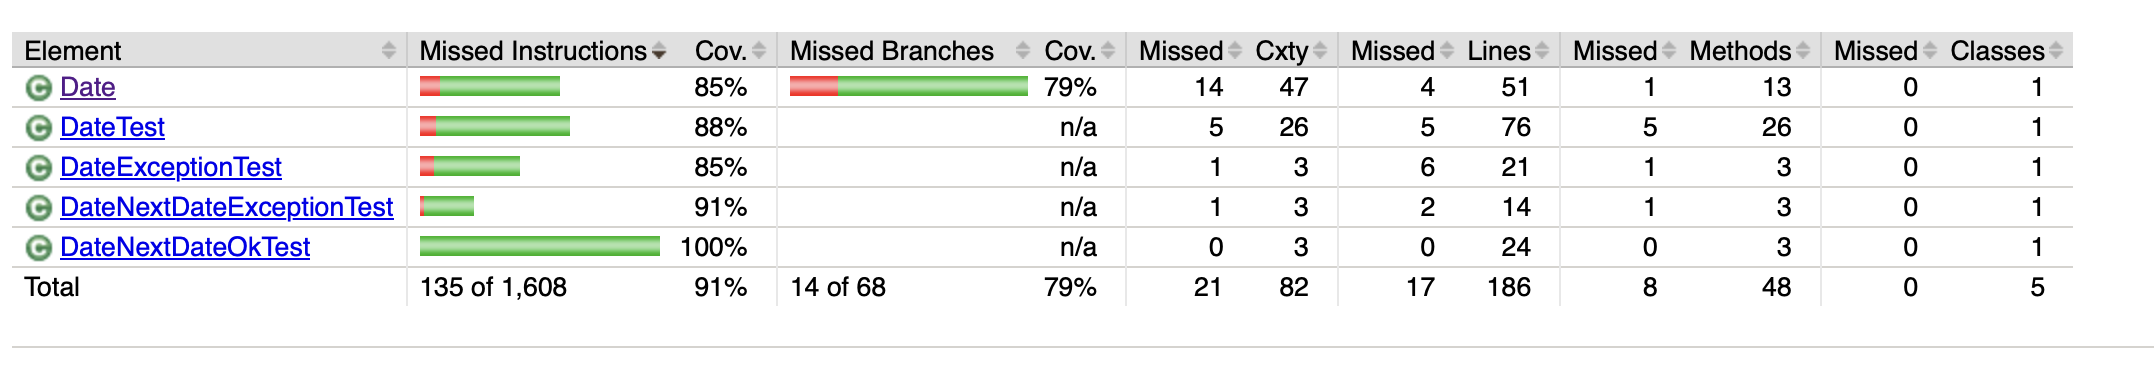 Element Missed Instructions Cov. Missed Branches Cov. Missed Cxty Missed Lines Missed Methods Missed Classes
C Date 85% 79% 14 47 4 51 1 13 0 1
C DateTest 88% n/a 5 26 5 76 5 26 0 1
C DateExceptionTest 85% n/a 1 3 6 21 1 3 0 1
C DateNextDateExceptionTest 91% n/a 1 3 2 14 1 3 0 1
C DateNextDateOkTest 100% n/a 0 3 0 24 0 3 0 1
Total 135 of 1,608 91% 14 of 68 79% 21 82 17 186 8 48 0 5